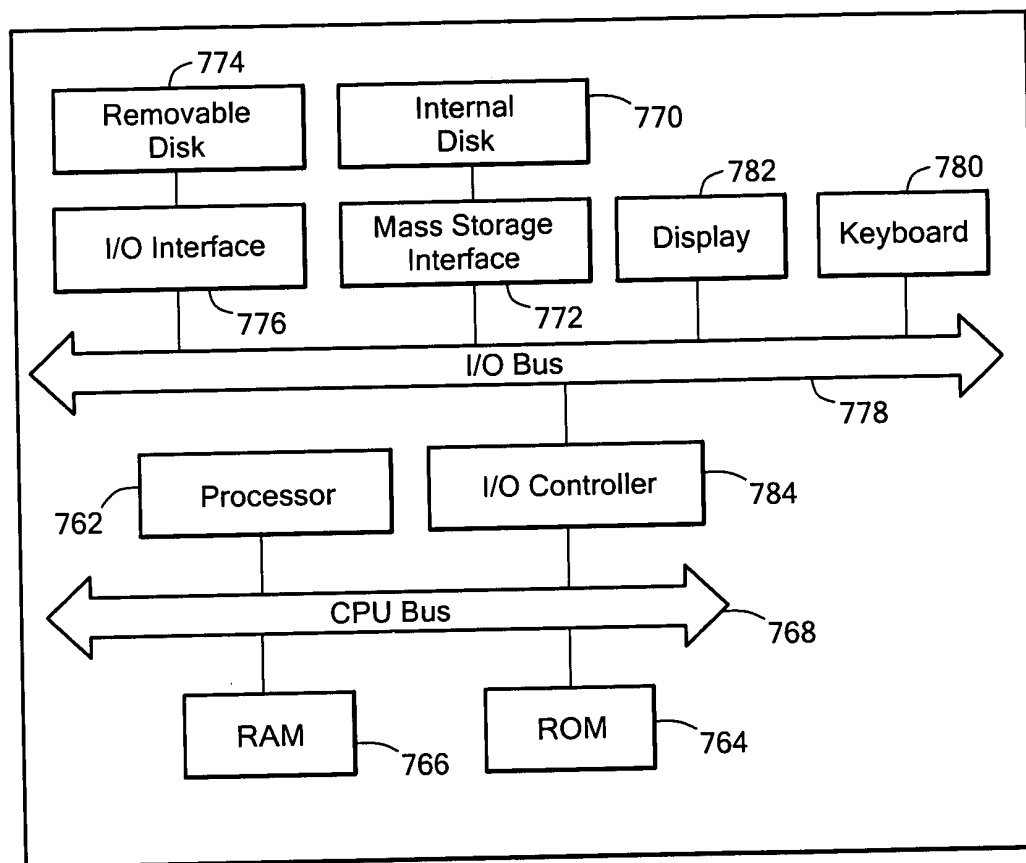 774
Removable
Disk
Internal
Disk
770
782
780
I/O Interface
Mass Storage
Interface
Display
Keyboard
776
772
I/O Bus
778
762
Processor
I/O Controller
784
CPU Bus
768
RAM
766
ROM
764